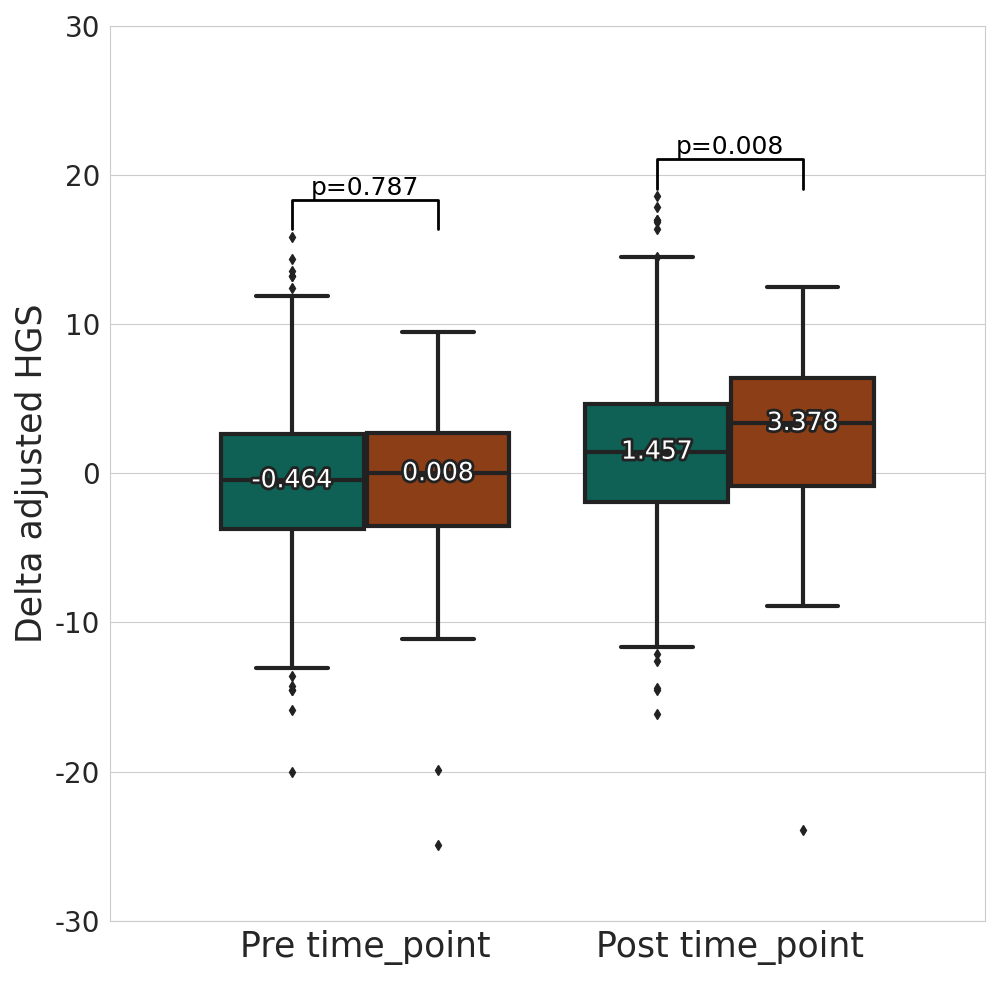 30
20
10
0
-10
-20
-30
Delta adjusted HGS
p=0.787
p=0.008
-0.464
0.008
1.457
3.378
Pre time_point
Post time_point